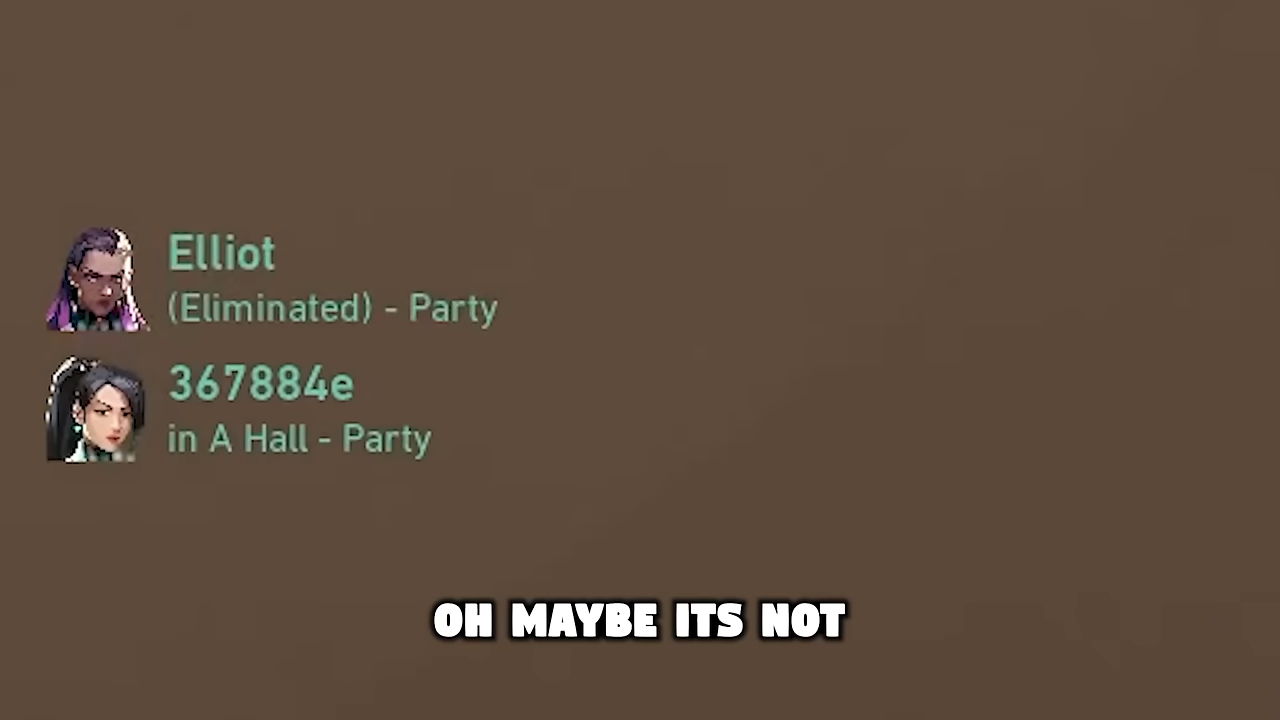 Elliot
(Eliminated) - Party
367884e
in A Hall - Party
OH MAYBE ITS NOT